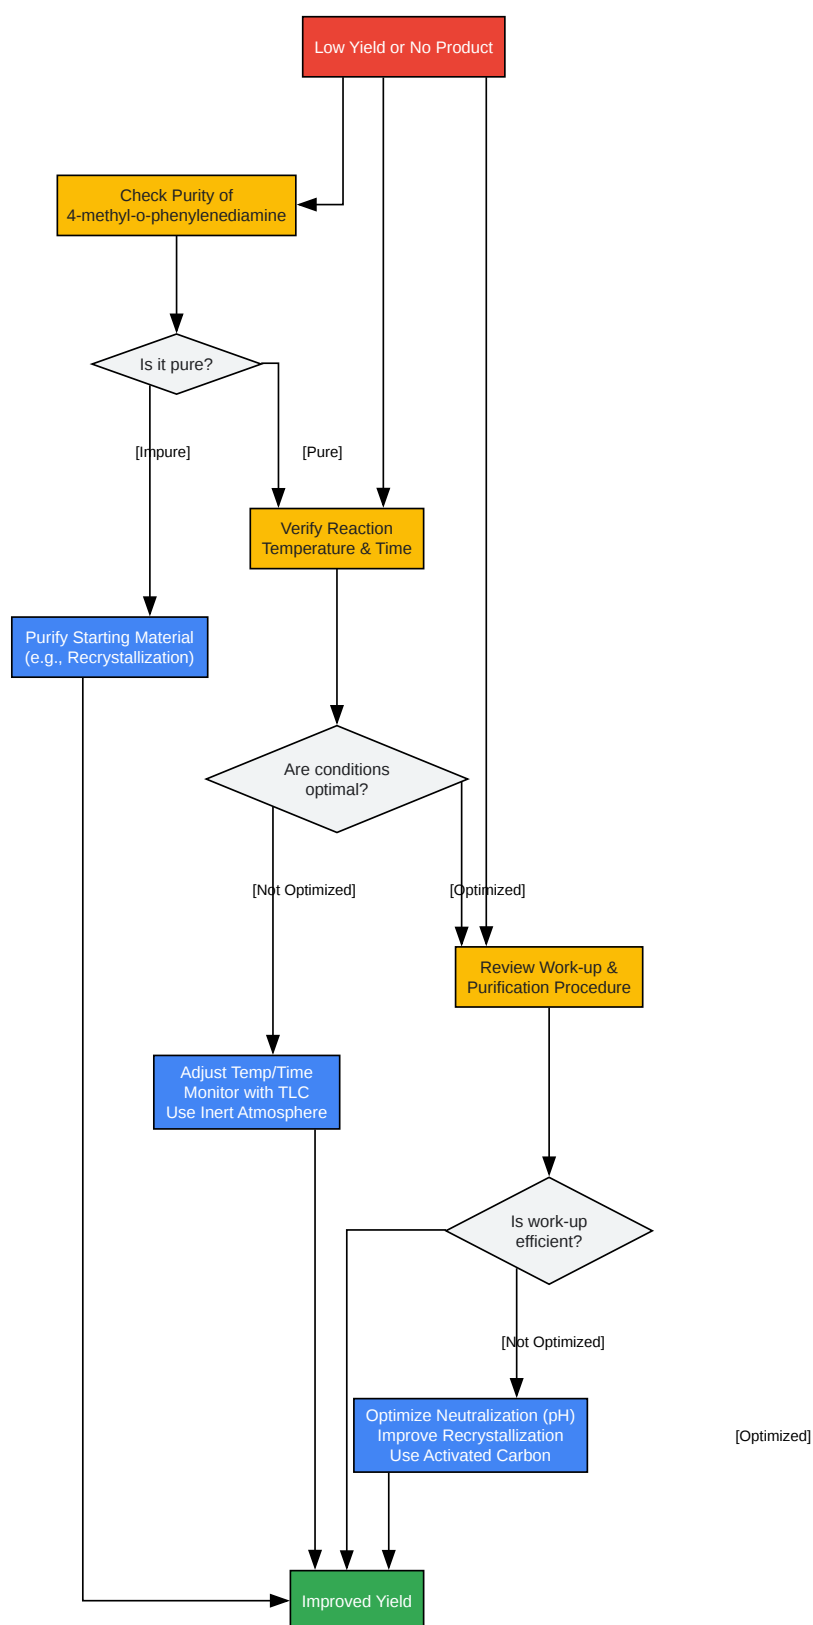 Low Yield or No Product
Check Purity of
4-methyl-o-phenylenediamine
Is it pure?
[Impure]
[Pure]
Verify Reaction
Temperature & Time
Purify Starting Material
(e.g., Recrystallization)
Are conditions
optimal?
[Not Optimized]
[Optimized]
Review Work-up &
Purification Procedure
Adjust Temp/Time
Monitor with TLC
Use Inert Atmosphere
Is work-up
efficient?
[Not Optimized]
Optimize Neutralization (pH)
Improve Recrystallization
Use Activated Carbon
[Optimized]
Improved Yield